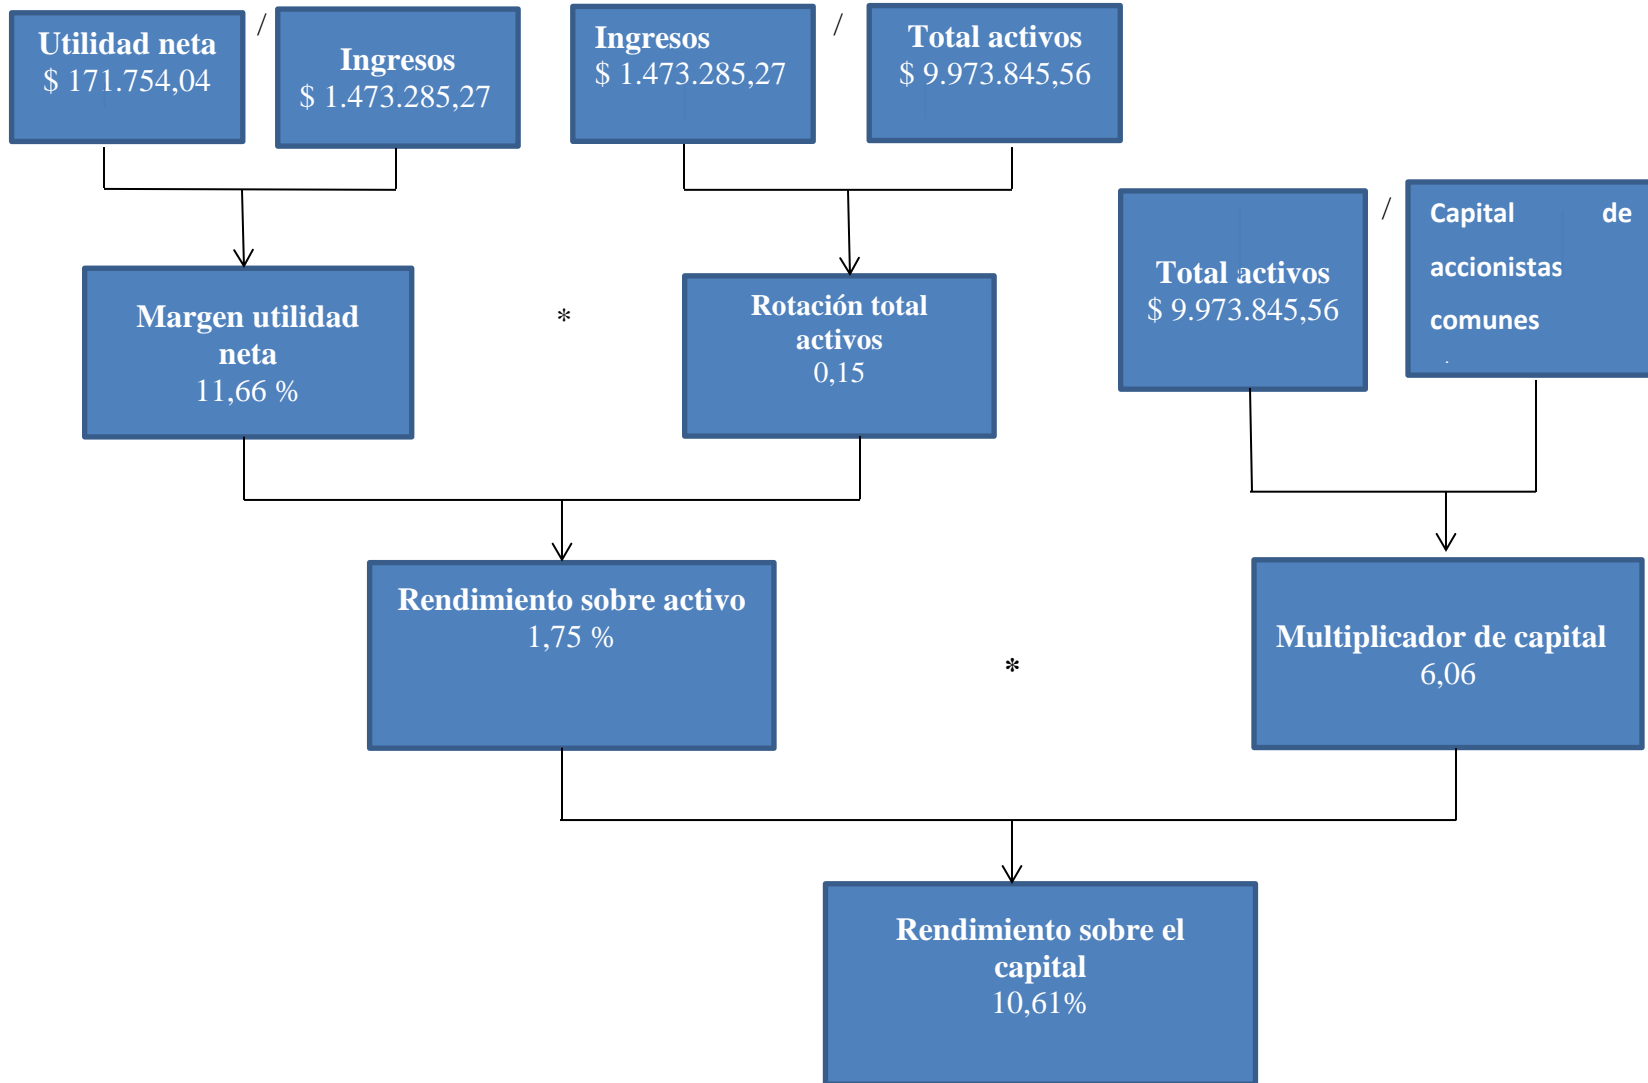 Utilidad neta
$ 171.754,04
/
Ingresos
$ 1.473.285,27
Ingresos
$ 1.473.285,27
/
Total activos
$ 9.973.845,56
Total activos
$ 9.973.845,56
/
Capital de
accionistas
comunes
Margen utilidad
neta
11,66 %
*
Rotación total
activos
0,15
Rendimiento sobre activo
1,75 %
*
Multiplicador de capital
6,06
Rendimiento sobre el
capital
10,61%